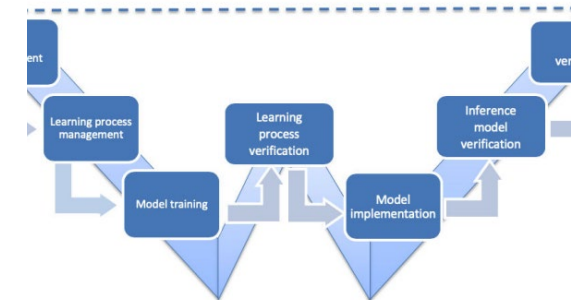 ent
ver
Learning process
management
Learning
process
verification
Inference
model
verification
Model training
Model
implementation